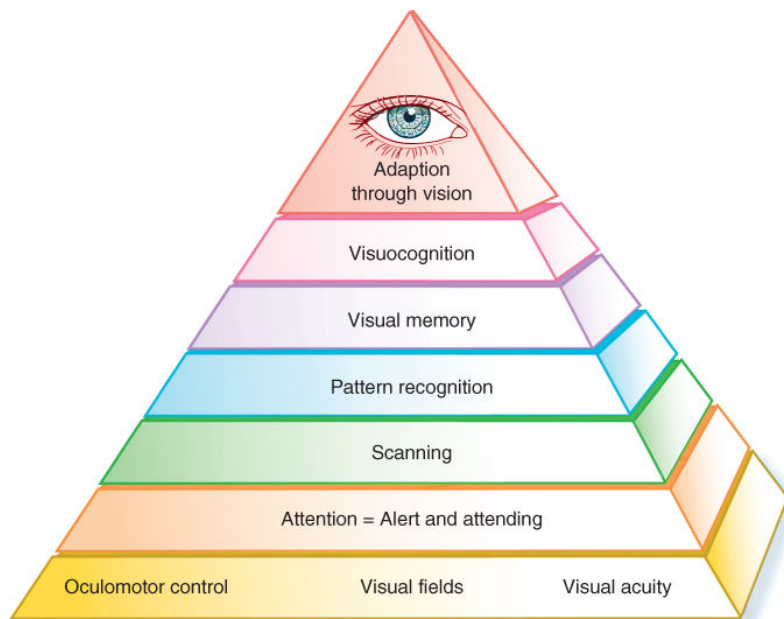 Adaption
through vision
Visuocognition
Visual memory
Pattern recognition
Scanning
Attention = Alert and attending
Oculomotor control Visual fields Visual acuity